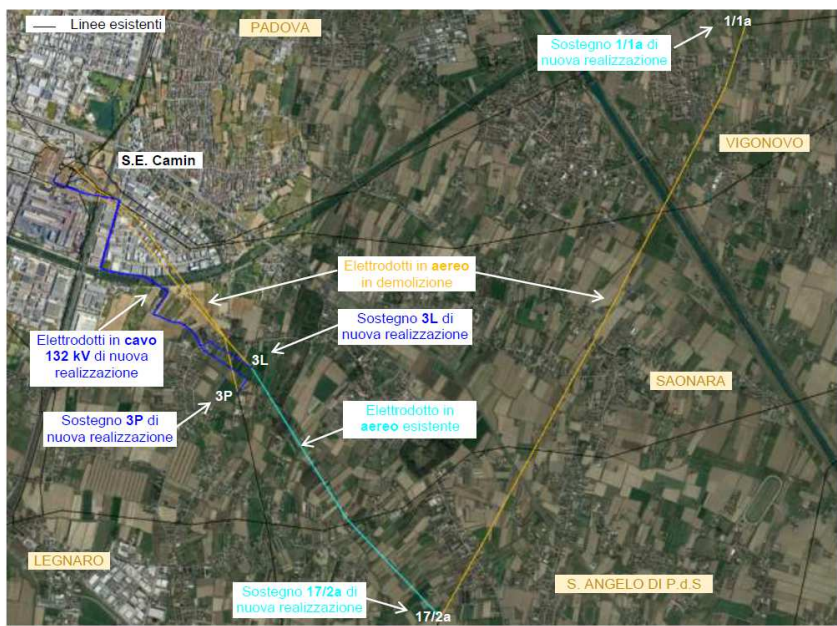 Linee esistenti
PADOVA
1/1a
Sostegno 1/1a di
nuova realizzazione
VIGONOVO
S.E. Camin
Elettrodotti in aereo
in demolizione
Elettrodotti in cavo
132 kV di nuova
realizzazione
Sostegno 3L di
nuova realizzazione
3L
SAONARA
3P
Sostegno 3P di
nuova realizzazione
Elettrodotto in
aereo esistente
LEGNARO
S. ANGELO DI P.d.S
Sostegno 17/2a di
nuova realizzazione
17/2a